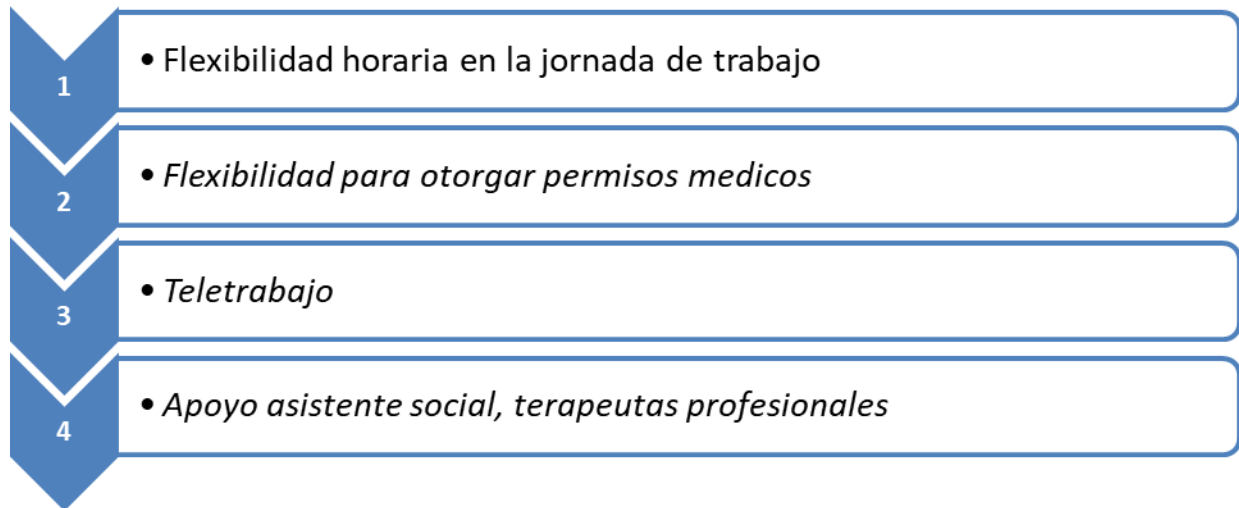 1
• Flexibilidad horaria en la jornada de trabajo
2
• Flexibilidad para otorgar permisos medicos
3
• Teletrabajo
4
• Apoyo asistente social, terapeutas profesionales